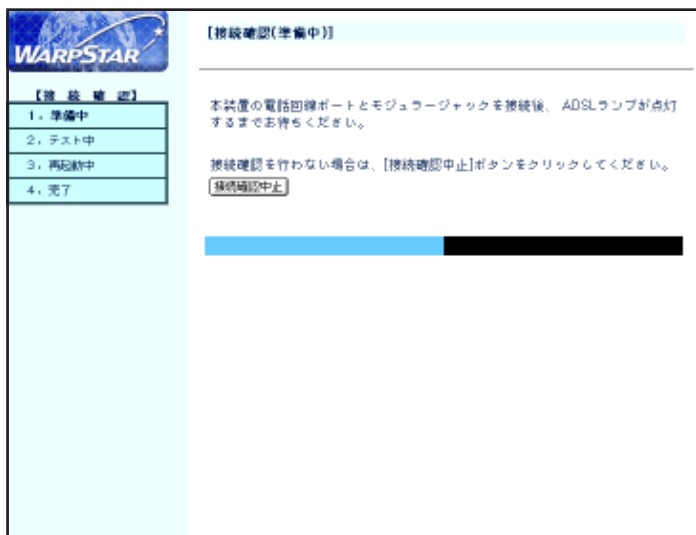 WARPSTAR
【接 続 確 認】
1．準備中
2．テスト中
3．再起動中
4．完了
[接続確認(準備中)]
本装置の電話回線ポートとモジュラージャックを接続後、 ADSLランプが点灯
するまでお待ちください。
接続確認を行わない場合は、[接続確認中止]ボタンをクリックしてください。
接続確認中止